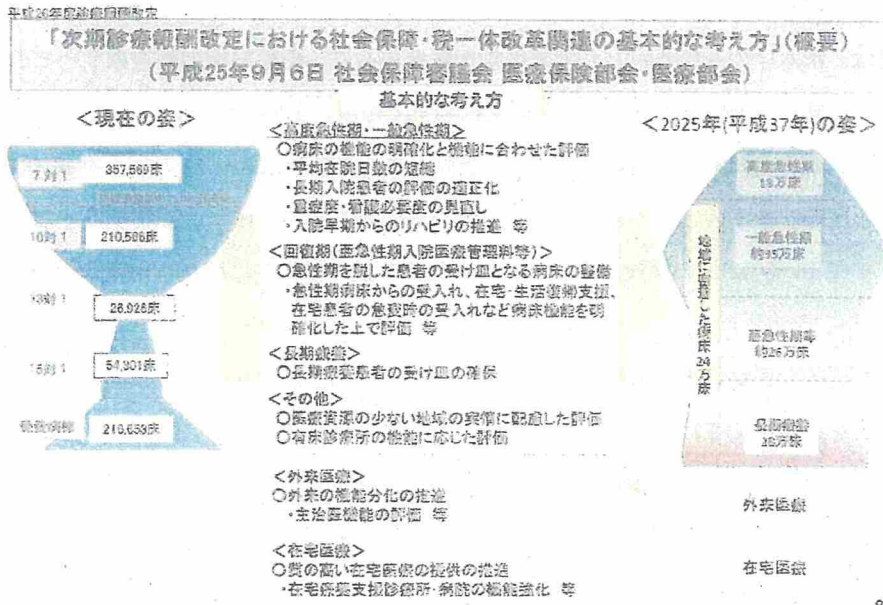 平成26年度診療報酬改定
「次期診療報酬改定における社会保障・税一体改革関連の基本的な考え方」(概要)
(平成25年9月6日 社会保障審議会 医療保険部会・医療部会)
基本的な考え方
<現在の姿>
7対1
357,569床
10対1
210,566床
13対1
26,926床
15対1
54,301床
療養病棟
216,653床
<高度急性期・一般急性期>
○病床の機能の明確化と機能に合わせた評価
・平均在院日数の短縮
・長期入院患者の評価の適正化
・重症度・看護必要度の見直し
・入院早期からのリハビリの推進 等
<回復期(亜急性期入院医療管理料等)>
○急性期を脱した患者の受け皿となる病床の整備
・急性期病床からの受入れ、在宅・生活復帰支援、
在宅患者の急変時の受入れなど病床機能を明
確化した上で評価 等
<長期療養>
○長期療養患者の受け皿の確保
<その他>
○医療資源の少ない地域の実情に配慮した評価
○有床診療所の機能に応じた評価
<外来医療>
○外来の機能分化の推進
・主治医機能の評価 等
<在宅医療>
○質の高い在宅医療の提供の推進
・在宅療養支援診療所・病院の機能強化 等
<2025年(平成37年)の姿>
高度急性期
18万床
一般急性期
約35万床
亜急性期等
約26万床
長期療養
28万床
地域に密着した病床24万床
外来医療
在宅医療